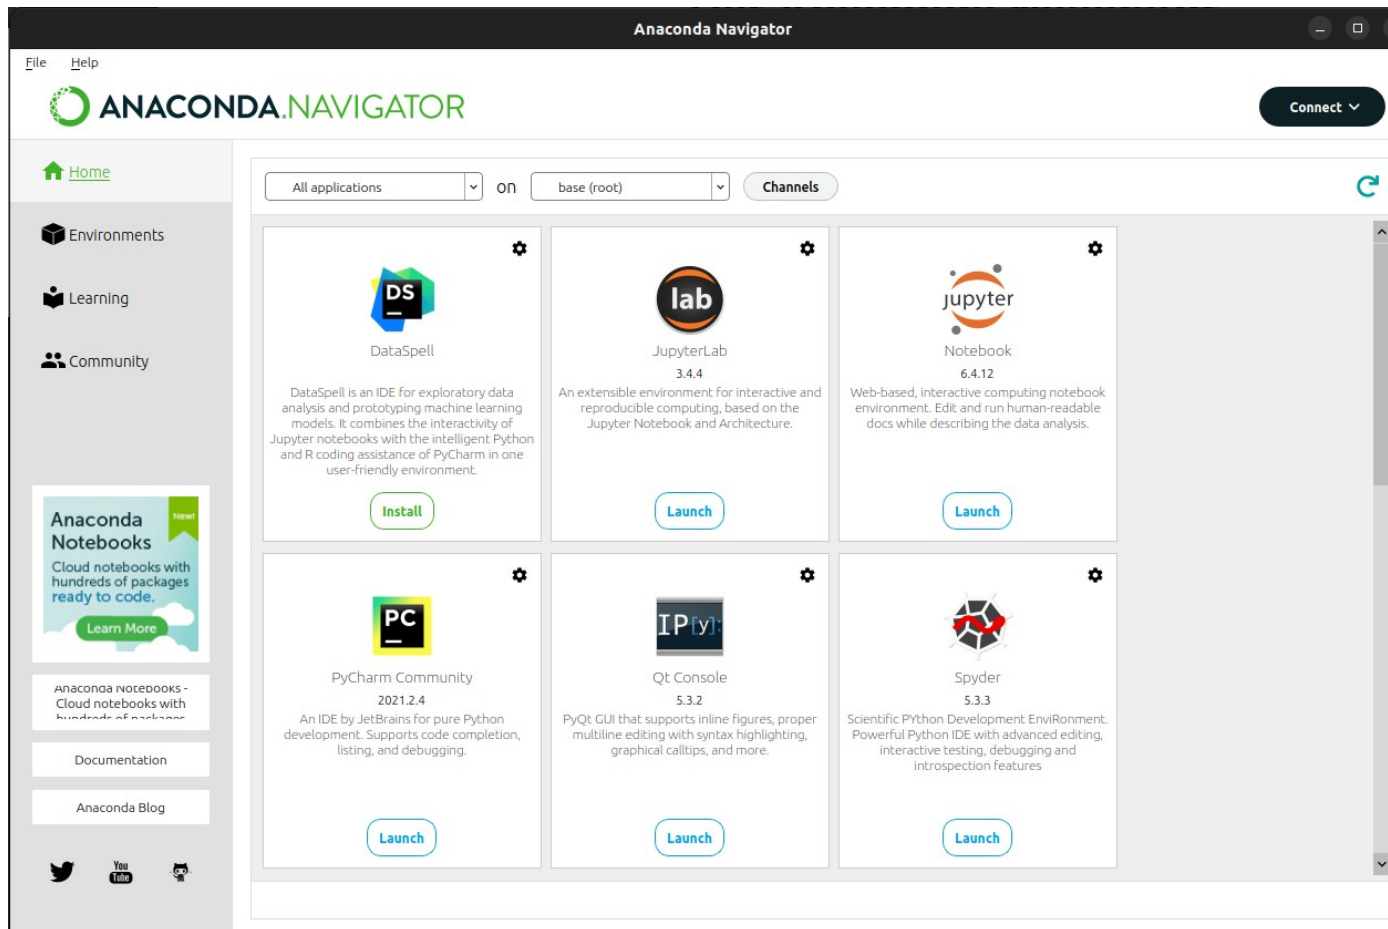 Anaconda Navigator
File Help
ANACONDA.NAVIGATOR
Connect
Home
All applications on base (root) Channels
Environments
Learning
Community
DS
DataSpell
DataSpell is an IDE for exploratory data
analysis and prototyping machine learning
models. It combines the interactivity of
Jupyter notebooks with the intelligent Python
and R coding assistance of PyCharm in one
user-friendly environment.
Install
lab
JupyterLab
3.4.4
An extensible environment for interactive and
reproducible computing, based on the
Jupyter Notebook and Architecture.
Launch
jupyter
Notebook
6.4.12
Web-based, interactive computing notebook
environment. Edit and run human-readable
docs while describing the data analysis.
Launch
PC
PyCharm Community
2021.2.4
An IDE by JetBrains for pure Python
development. Supports code completion,
listing, and debugging.
Launch
IP[y]:
Qt Console
5.3.2
PyQt GUI that supports inline figures, proper
multiline editing with syntax highlighting,
graphical calltips, and more.
Launch
Spyder
5.3.3
Scientific PYthon Development EnviRonment.
Powerful Python IDE with advanced editing,
interactive testing, debugging and
introspection features
Launch
New!
Anaconda
Notebooks
Cloud notebooks with
hundreds of packages
ready to code.
Learn More
Anaconda Notebooks -
Cloud notebooks with
hundreds of packages
Documentation
Anaconda Blog
You
Tube